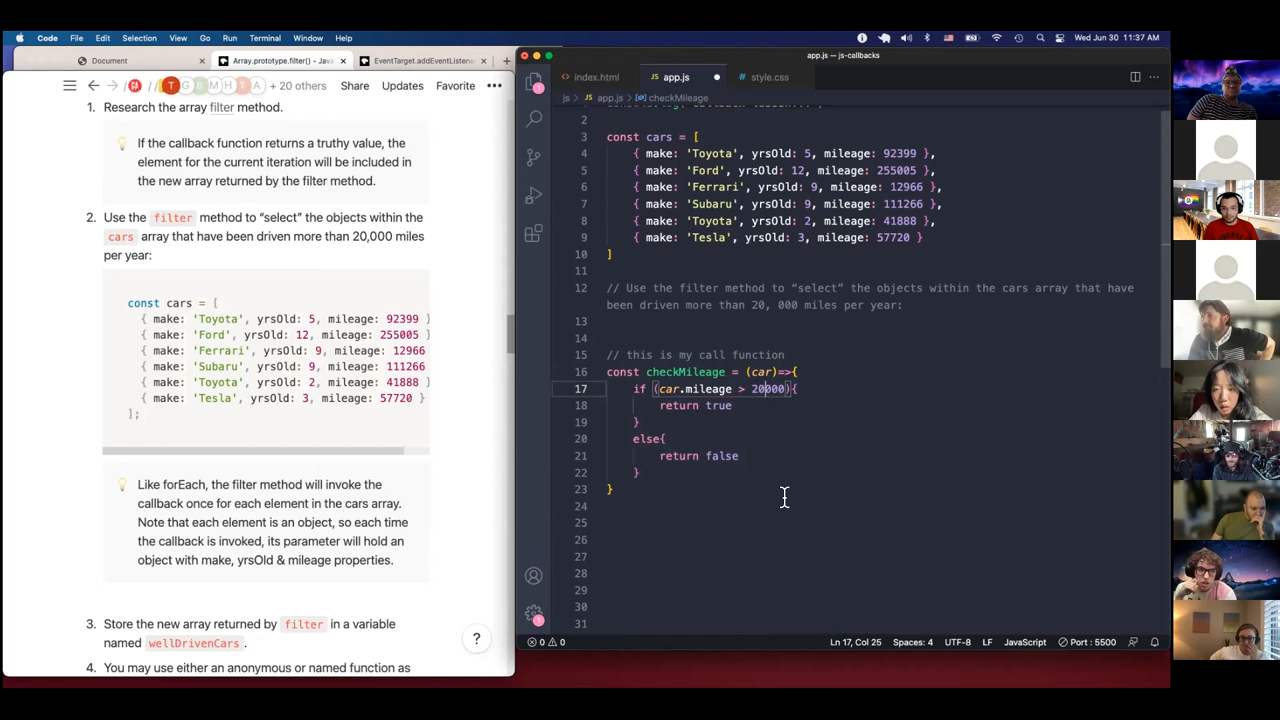 Code File Edit Selection View Go Run Terminal Window Help
Wed Jun 30 11:37 AM
Document
Array.prototype.filter() - Java
EventTarget.addEventListene
T G B M H T A + 20 others Share Updates Favorite
1. Research the array filter method.
If the callback function returns a truthy value, the
element for the current iteration will be included in
the new array returned by the filter method.
2. Use the filter method to “select” the objects within the
cars array that have been driven more than 20,000 miles
per year:
const cars = [
{ make: 'Toyota', yrsOld: 5, mileage: 92399 }
{ make: 'Ford', yrsOld: 12, mileage: 255005 }
{ make: 'Ferrari', yrsOld: 9, mileage: 12966
{ make: 'Subaru', yrsOld: 9, mileage: 111266
{ make: 'Toyota', yrsOld: 2, mileage: 41888 }
{ make: 'Tesla', yrsOld: 3, mileage: 57720 }
];
Like forEach, the filter method will invoke the
callback once for each element in the cars array.
Note that each element is an object, so each time
the callback is invoked, its parameter will hold an
object with make, yrsOld & mileage properties.
3. Store the new array returned by filter in a variable
named wellDrivenCars.
4. You may use either an anonymous or named function as
?
app.js — js-callbacks
index.html
app.js
style.css
js > app.js > checkMileage
2
3 const cars = [
4 { make: 'Toyota', yrsOld: 5, mileage: 92399 },
5 { make: 'Ford', yrsOld: 12, mileage: 255005 },
6 { make: 'Ferrari', yrsOld: 9, mileage: 12966 },
7 { make: 'Subaru', yrsOld: 9, mileage: 111266 },
8 { make: 'Toyota', yrsOld: 2, mileage: 41888 },
9 { make: 'Tesla', yrsOld: 3, mileage: 57720 }
10 ]
11
12 // Use the filter method to “select” the objects within the cars array that have
been driven more than 20, 000 miles per year:
13
14
15 // this is my call function
16 const checkMileage = (car)=>{
17 if (car.mileage > 20000){
18 return true
19 }
20 else{
21 return false
22 }
23 }
24
25
26
27
28
29
30
31
0 0
Ln 17, Col 25 Spaces: 4 UTF-8 LF JavaScript Port : 5500